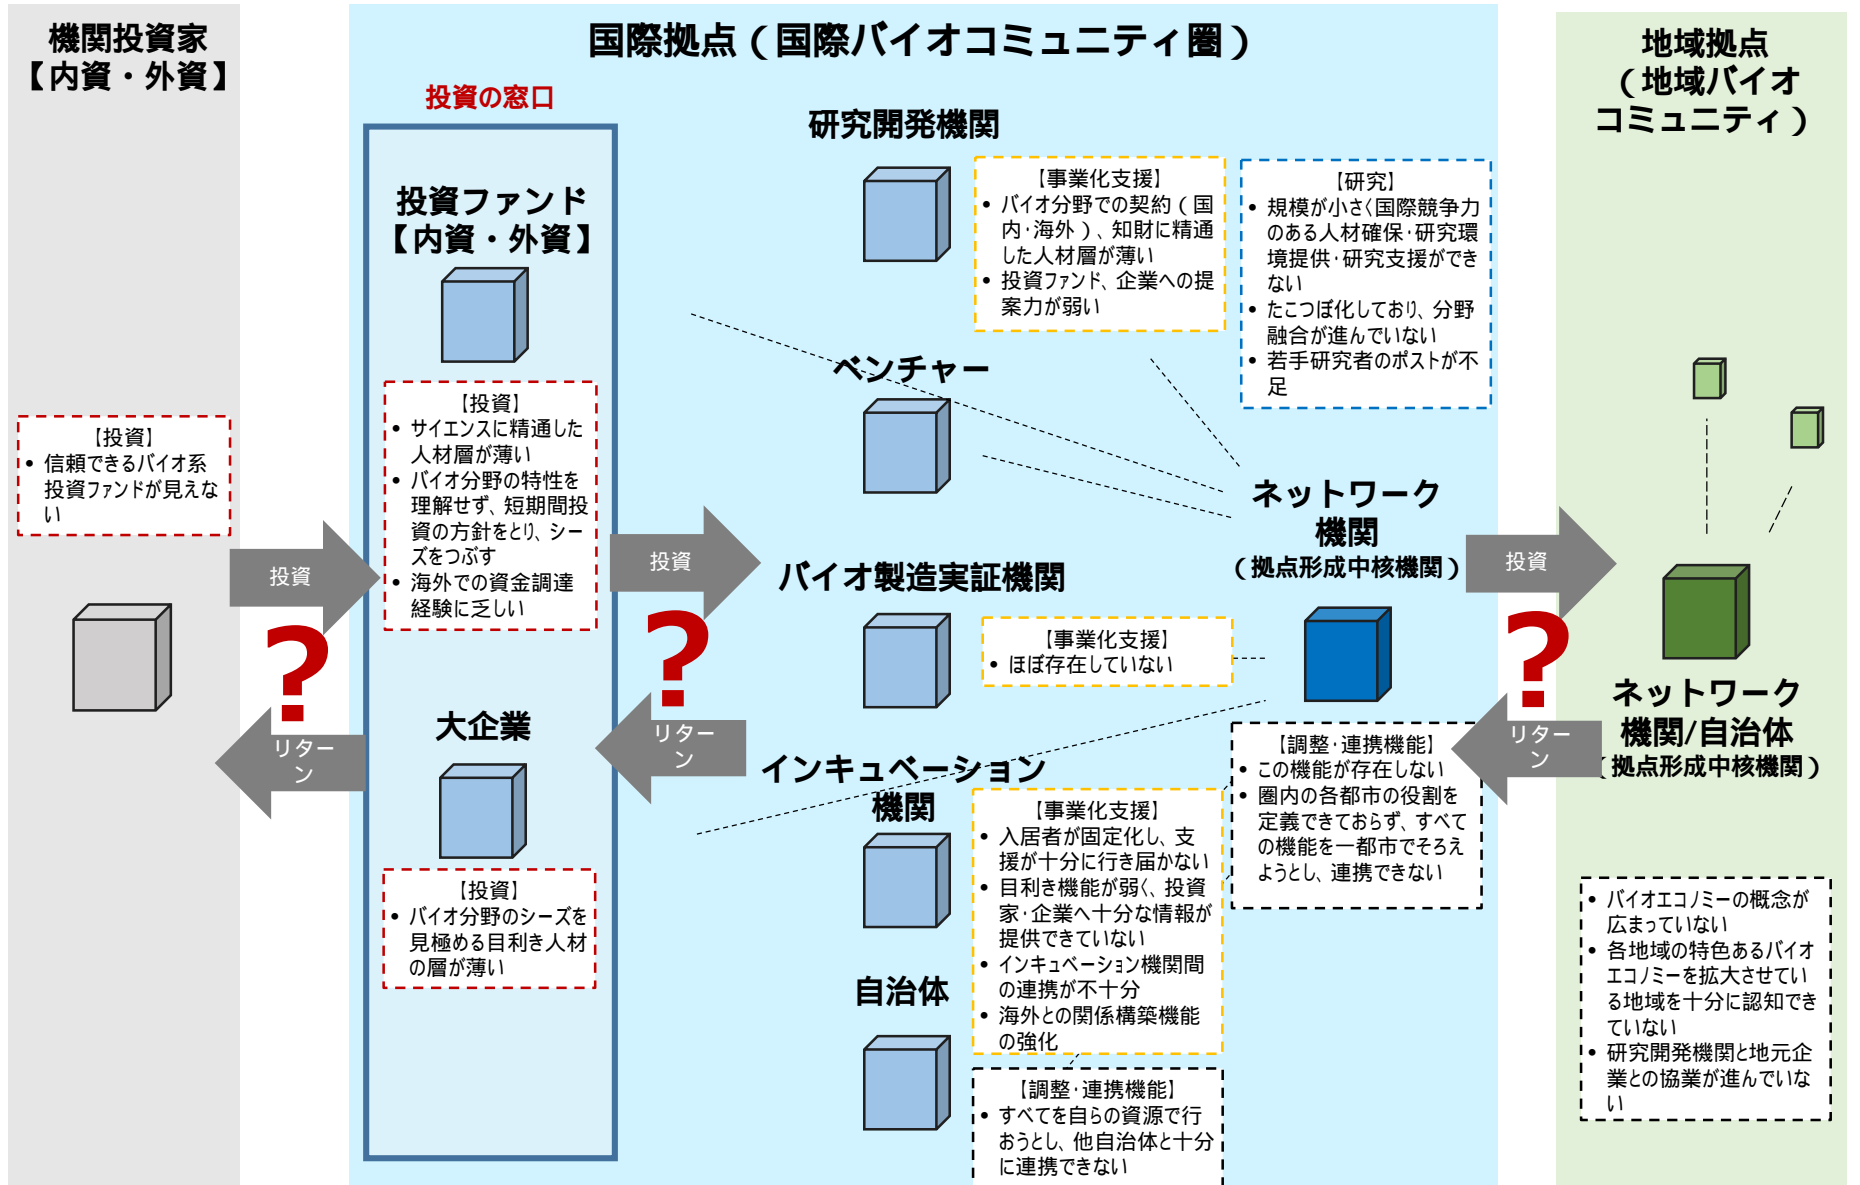 機関投資家
【内資・外資】
【投資】
• 信頼できるバイオ系
投資ファンドが見えな
い
投資
?
リター
ン
国際拠点（国際バイオコミュニティ圏）
投資の窓口
投資ファンド
【内資・外資】
【投資】
• サイエンスに精通した
人材層が薄い
• バイオ分野の特性を
理解せず、短期間投
資の方針をとり、シー
ズをつぶす
• 海外での資金調達
経験に乏しい
大企業
【投資】
• バイオ分野のシーズを
見極める目利き人材
の層が薄い
投資
?
リター
ン
研究開発機関
【事業化支援】
• バイオ分野での契約（国
内・海外）、知財に精通
した人材層が薄い
• 投資ファンド、企業への提
案力が弱い
【研究】
• 規模が小さく国際競争力
のある人材確保・研究環
境提供・研究支援ができ
ない
• たこつぼ化しており、分野
融合が進んでいない
• 若手研究者のポストが不
足
ベンチャー
バイオ製造実証機関
【事業化支援】
• ほぼ存在していない
インキュベーション
機関
【事業化支援】
• 入居者が固定化し、支
援が十分に行き届かない
• 目利き機能が弱く、投資
家・企業へ十分な情報が
提供できていない
• インキュベーション機関間
の連携が不十分
• 海外との関係構築機能
の強化
自治体
【調整・連携機能】
• すべてを自らの資源で行
おうとし、他自治体と十分
に連携できない
ネットワーク
機関
（拠点形成中核機関）
【調整・連携機能】
• この機能が存在しない
• 圏内の各都市の役割を
定義できておらず、すべて
の機能を一都市でそろえ
ようとし、連携できない
投資
?
リター
ン
地域拠点
（地域バイオ
コミュニティ）
ネットワーク
機関/自治体
（拠点形成中核機関）
• バイオエコノミーの概念が
広まっていない
• 各地域の特色あるバイオ
エコノミーを拡大させてい
る地域を十分に認知でき
ていない
• 研究開発機関と地元企
業との協業が進んでいな
い